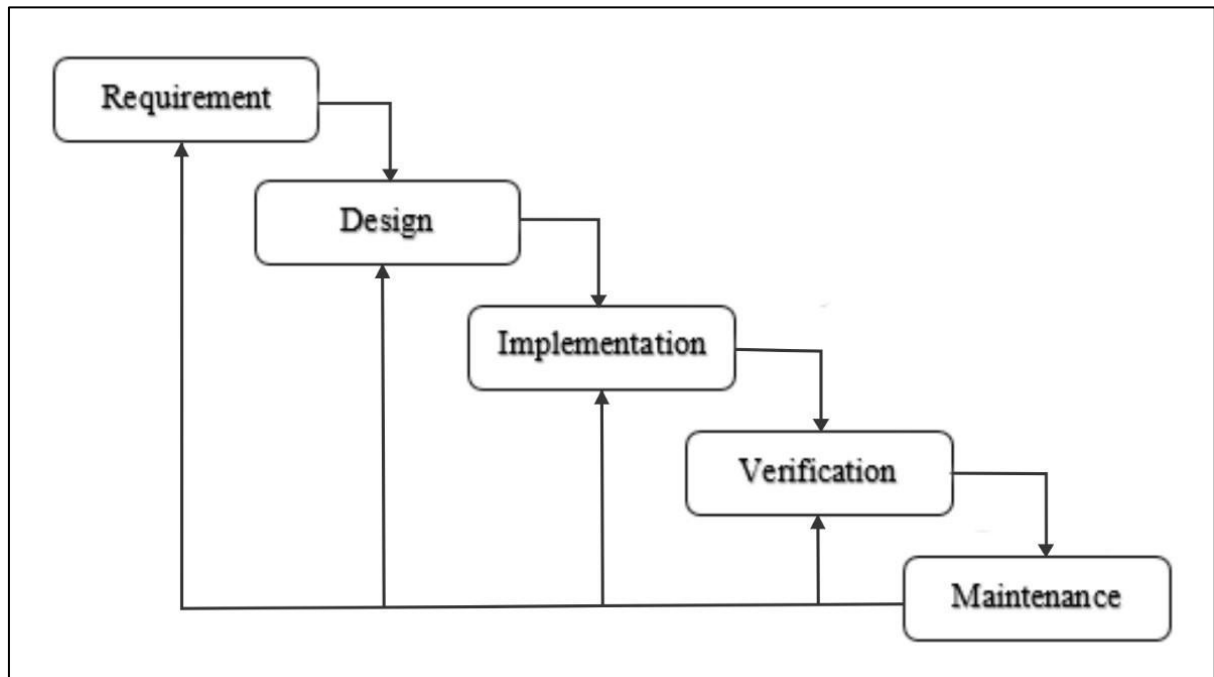 Requirement
Design
Implementation
Verification
Maintenance